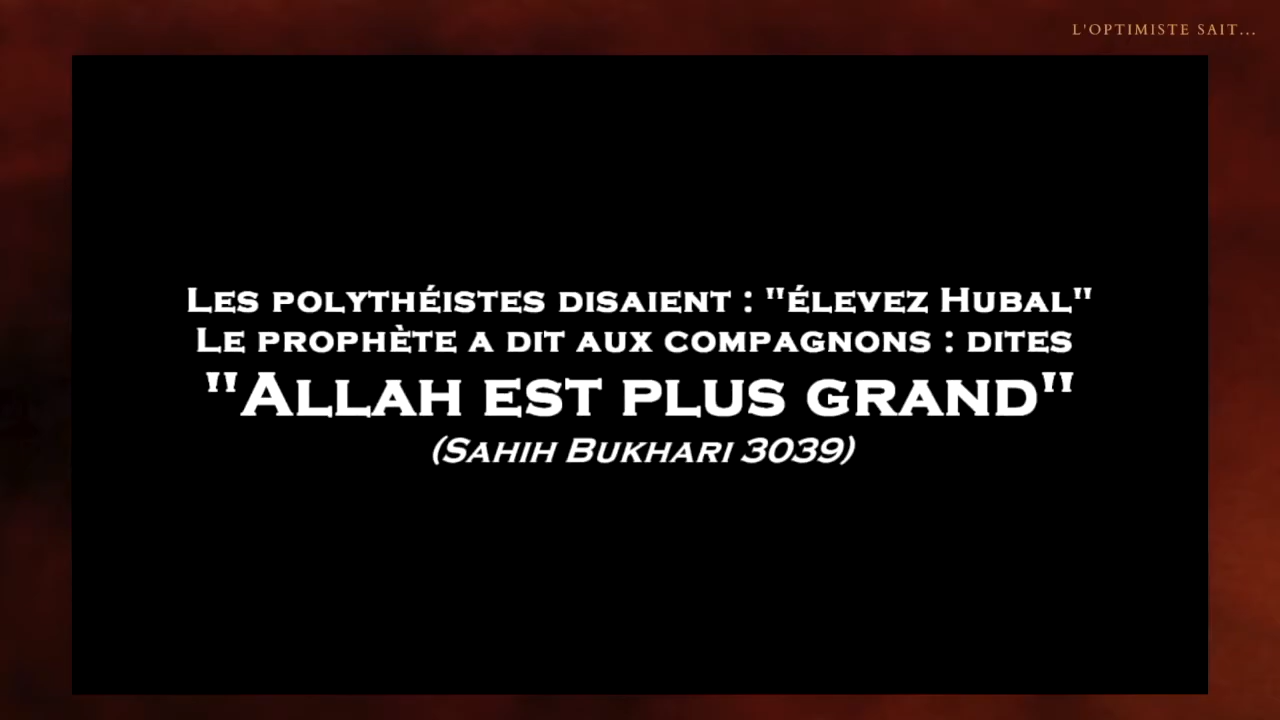 L'OPTIMISTE SAIT...
Les polythéistes disaient : "élevez Hubal"
Le prophète a dit aux compagnons : dites
"Allah est plus grand"
(Sahih Bukhari 3039)